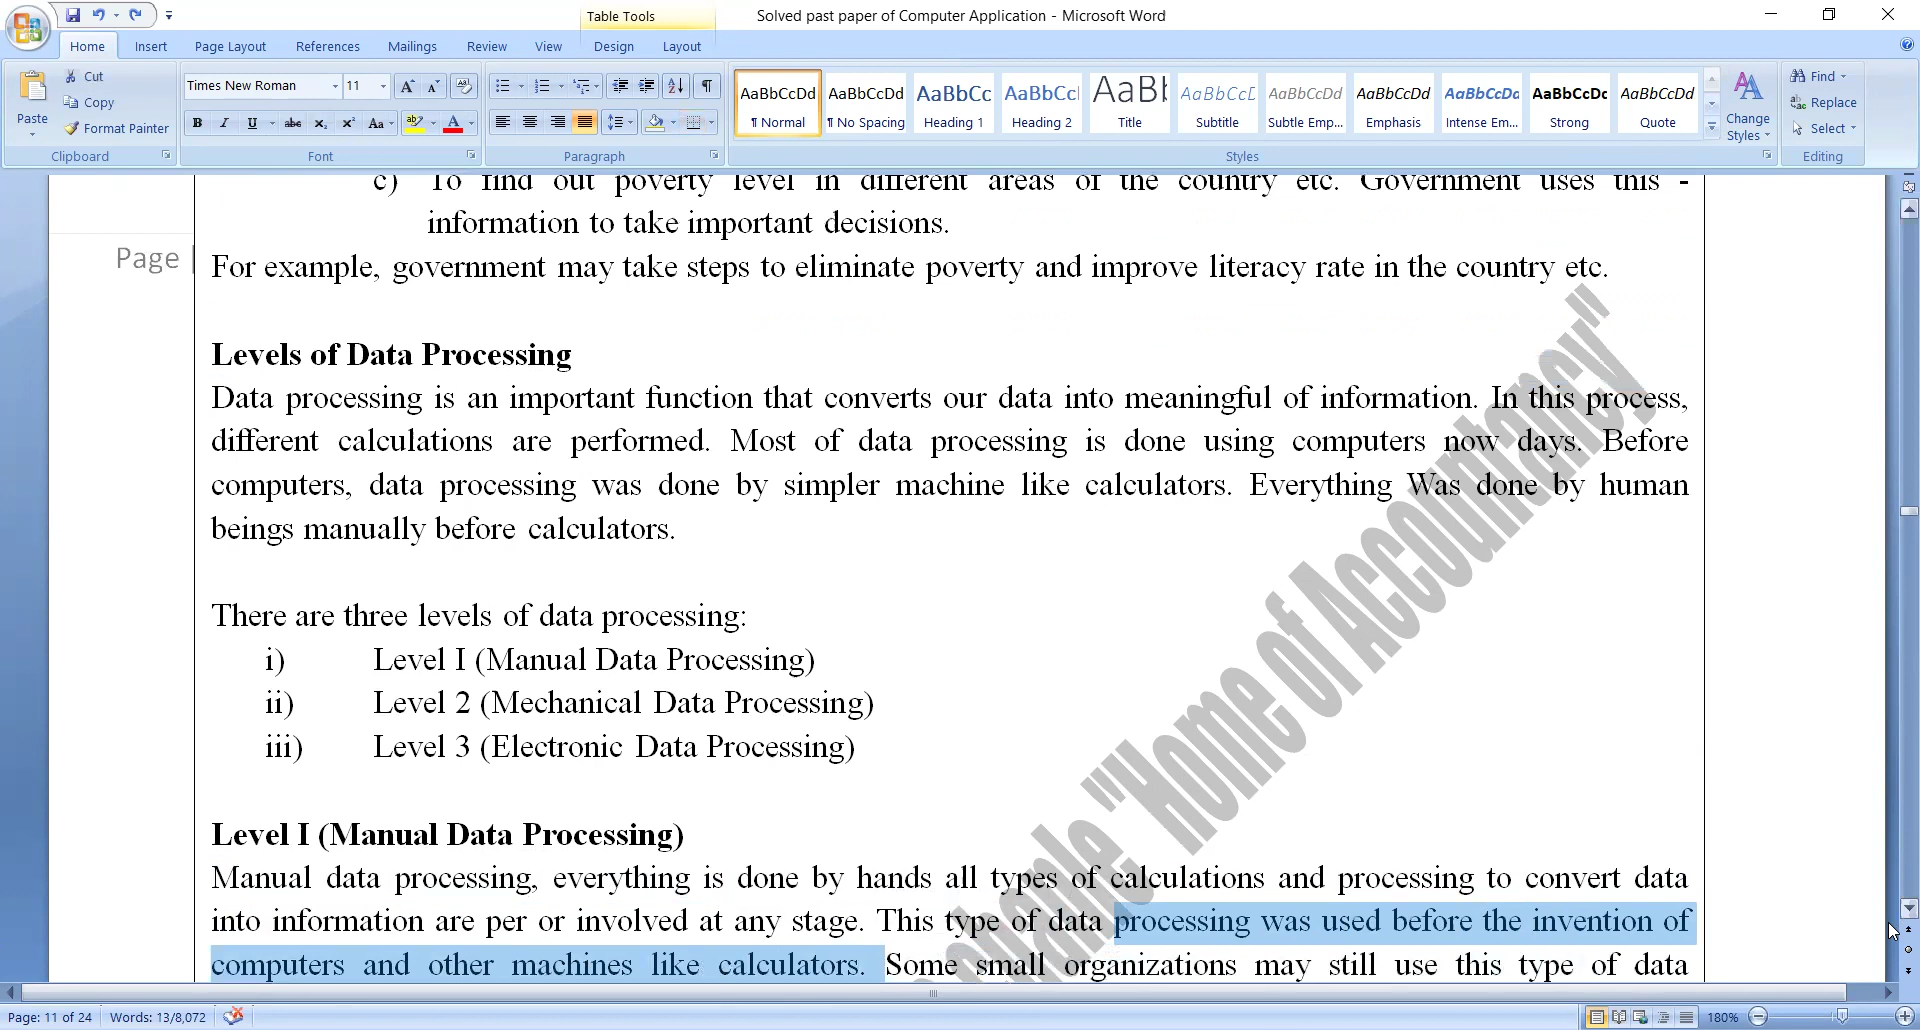 Table Tools
Solved past paper of Computer Application - Microsoft Word
Home Insert Page Layout References Mailings Review View Design Layout
Cut
Times New Roman 11
AaBbCcDd AaBbCcDd AaBbCc AaBbCc AaBb AaBbCc AaBbCcDd AaBbCcDd AaBbCcDd AaBbCcDd AaBbCcDd
Find
Copy
Replace
Paste
Format Painter
B I U abc x₂ x² Aa
¶ Normal ¶ No Spacing Heading 1 Heading 2 Title Subtitle Subtle Emp... Emphasis Intense Em... Strong Quote
Change Styles
Select
Clipboard Font Paragraph Styles Editing
c) To find out poverty level in different areas of the country etc. Government uses this -
information to take important decisions.
Page
For example, government may take steps to eliminate poverty and improve literacy rate in the country etc.
Levels of Data Processing
Data processing is an important function that converts our data into meaningful of information. In this process,
different calculations are performed. Most of data processing is done using computers now days. Before
computers, data processing was done by simpler machine like calculators. Everything Was done by human
beings manually before calculators.
There are three levels of data processing:
i) Level I (Manual Data Processing)
ii) Level 2 (Mechanical Data Processing)
iii) Level 3 (Electronic Data Processing)
Level I (Manual Data Processing)
Manual data processing, everything is done by hands all types of calculations and processing to convert data
into information are per or involved at any stage. This type of data processing was used before the invention of
computers and other machines like calculators. Some small organizations may still use this type of data
"Home of Accountancy"
Page: 11 of 24 Words: 13/8,072 180%